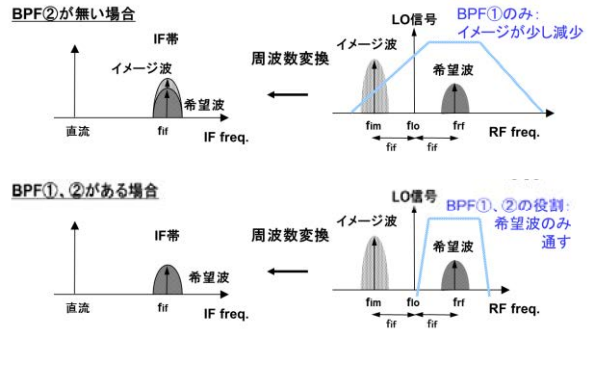 BPF②が無い場合
BPF①のみ:
イメージが少し減少
IF帯
イメージ波
希望波
直流
fif
IF freq.
周波数変換
LO信号
イメージ波
希望波
fim
flo
frf
RF freq.
fif
fif
BPF①、②がある場合
BPF①、②の役割:
希望波のみ
通す
IF帯
希望波
直流
fif
IF freq.
周波数変換
LO信号
イメージ波
希望波
fim
flo
frf
RF freq.
fif
fif